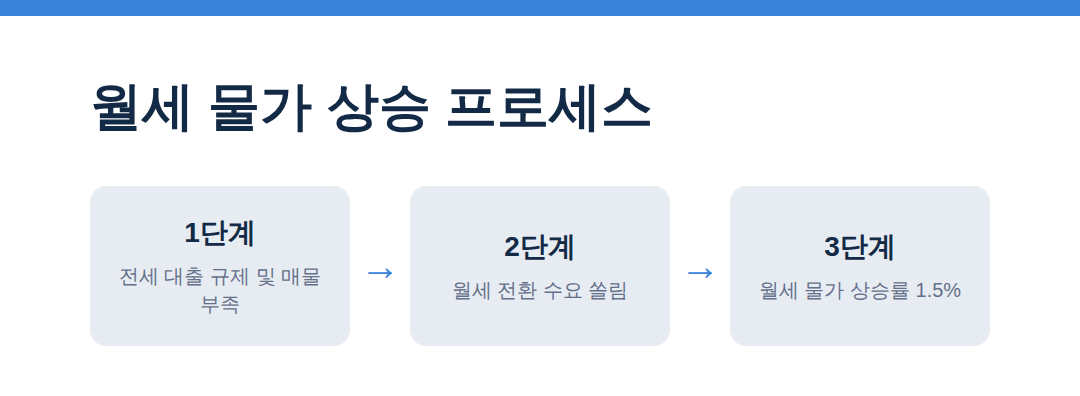 월세 물가 상승 프로세스
1단계
전세 대출 규제 및 매물
부족
→
2단계
월세 전환 수요 쏠림
→
3단계
월세 물가 상승률 1.5%